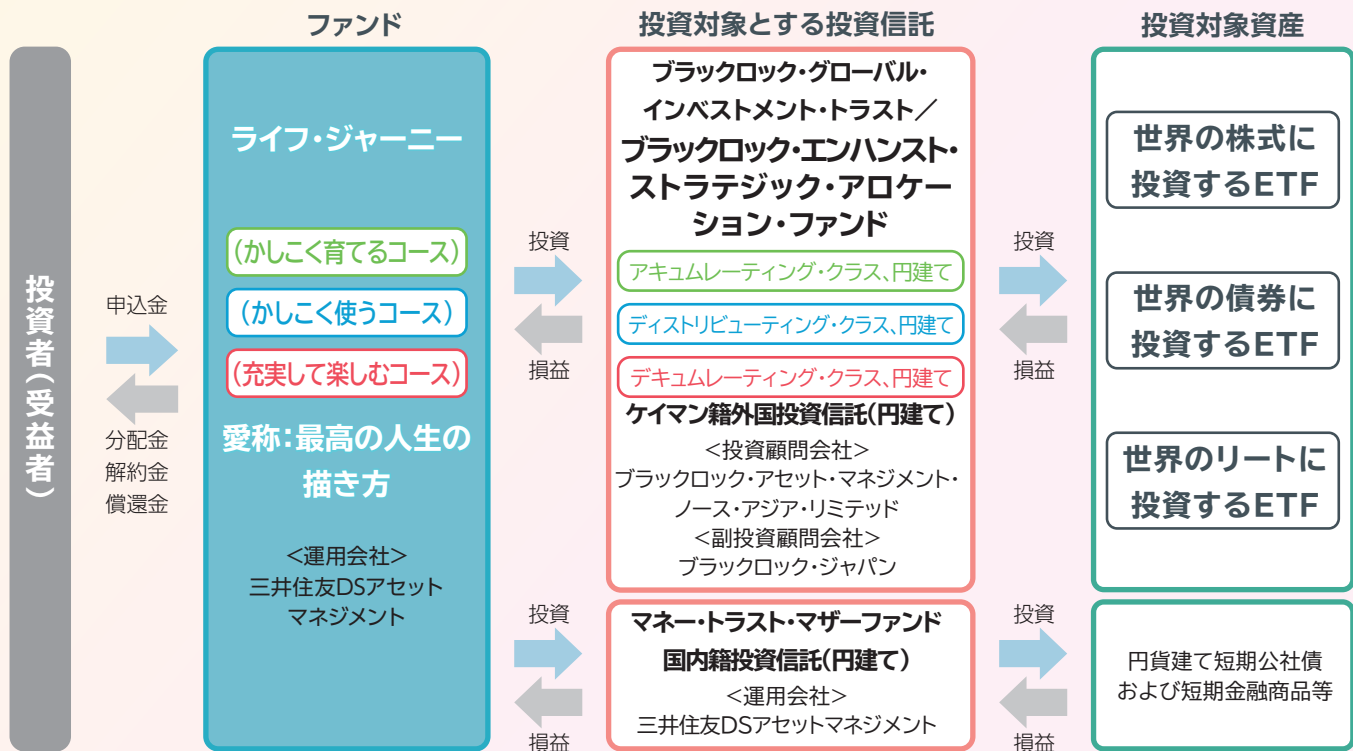 ファンド
投資対象とする投資信託
投資対象資産
投資者(受益者)
申込金
分配金
解約金
償還金
ライフ・ジャーニー
(かしこく育てるコース)
(かしこく使うコース)
(充実して楽しむコース)
愛称：最高の人生の
描き方
<運用会社>
三井住友DSアセット
マネジメント
投資
損益
投資
損益
ブラックロック・グローバル・
インベストメント・トラスト／
ブラックロック・エンハンスト・
ストラテジック・アロケー
ション・ファンド
アキュムレーティング・クラス、円建て
ディストリビューティング・クラス、円建て
デキュムレーティング・クラス、円建て
ケイマン籍外国投資信託(円建て)
<投資顧問会社>
ブラックロック・アセット・マネジメント・
ノース・アジア・リミテッド
<副投資顧問会社>
ブラックロック・ジャパン
マネー・トラスト・マザーファンド
国内籍投資信託(円建て)
<運用会社>
三井住友DSアセットマネジメント
投資
損益
投資
損益
世界の株式に
投資するETF
世界の債券に
投資するETF
世界のリートに
投資するETF
円貨建て短期公社債
および短期金融商品等